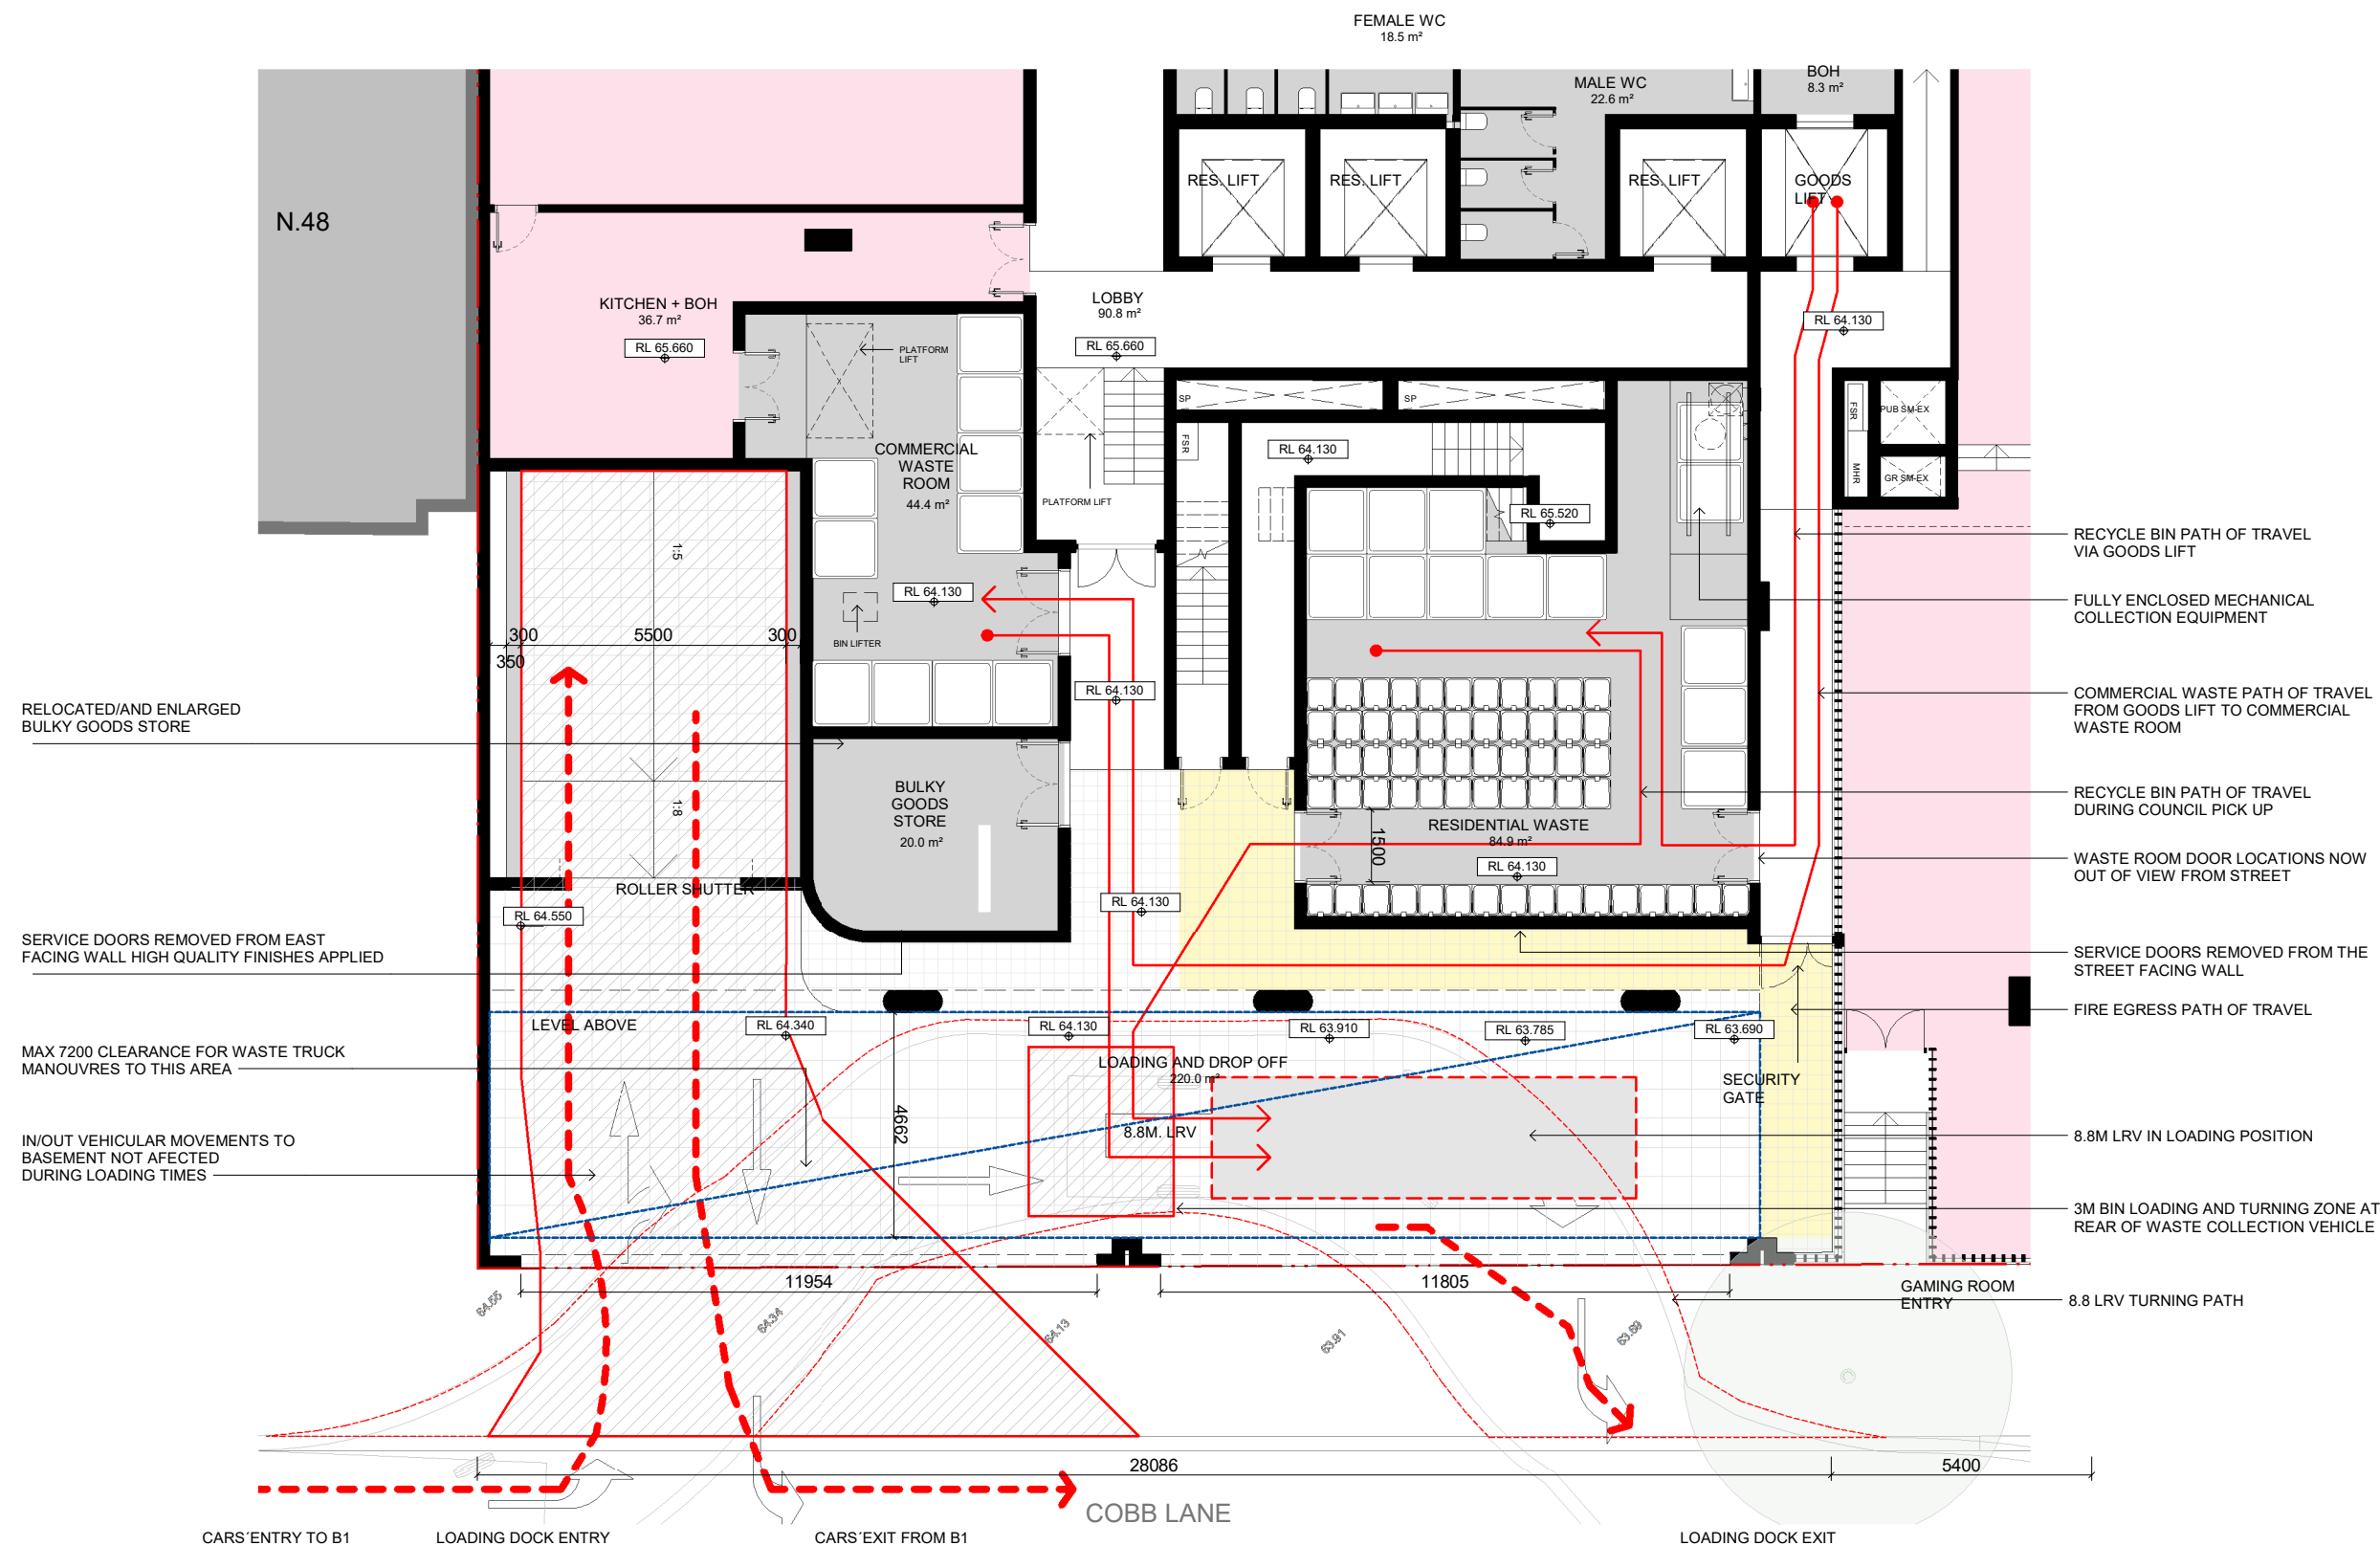 FEMALE WC
18.5 m²
MALE WC
22.6 m²
BOH
8.3 m²
N.48
RES. LIFT
RES. LIFT
RES. LIFT
GOODS
LIFT
KITCHEN + BOH
36.7 m²
RL 65.660
LOBBY
90.8 m²
RL 65.660
RL 64.130
PLATFORM
LIFT
SP
SP
FSR
PUB SM-EX
FSR
MHR
GR SM-EX
COMMERCIAL
WASTE
ROOM
44.4 m²
PLATFORM LIFT
RL 64.130
RL 65.520
RECYCLE BIN PATH OF TRAVEL
VIA GOODS LIFT
1:5
RL 64.130
BIN LIFTER
FULLY ENCLOSED MECHANICAL
COLLECTION EQUIPMENT
300
5500
300
350
RL 64.130
RELOCATED/AND ENLARGED
BULKY GOODS STORE
COMMERCIAL WASTE PATH OF TRAVEL
FROM GOODS LIFT TO COMMERCIAL
WASTE ROOM
1:8
BULKY
GOODS
STORE
20.0 m²
RESIDENTIAL WASTE
84.9 m²
1500
RL 64.130
RECYCLE BIN PATH OF TRAVEL
DURING COUNCIL PICK UP
WASTE ROOM DOOR LOCATIONS NOW
OUT OF VIEW FROM STREET
ROLLER SHUTTER
RL 64.550
RL 64.130
SERVICE DOORS REMOVED FROM EAST
FACING WALL HIGH QUALITY FINISHES APPLIED
SERVICE DOORS REMOVED FROM THE
STREET FACING WALL
FIRE EGRESS PATH OF TRAVEL
LEVEL ABOVE
RL 64.340
RL 64.130
RL 63.910
RL 63.785
RL 63.690
MAX 7200 CLEARANCE FOR WASTE TRUCK
MANOUVRES TO THIS AREA
LOADING AND DROP OFF
220.0 m²
SECURITY
GATE
4662
8.8M. LRV
8.8M LRV IN LOADING POSITION
IN/OUT VEHICULAR MOVEMENTS TO
BASEMENT NOT AFECTED
DURING LOADING TIMES
3M BIN LOADING AND TURNING ZONE AT
REAR OF WASTE COLLECTION VEHICLE
11954
11805
GAMING ROOM
ENTRY
8.8 LRV TURNING PATH
64.55
64.34
64.13
63.91
63.69
28086
5400
COBB LANE
CARS´ENTRY TO B1
LOADING DOCK ENTRY
CARS´EXIT FROM B1
LOADING DOCK EXIT